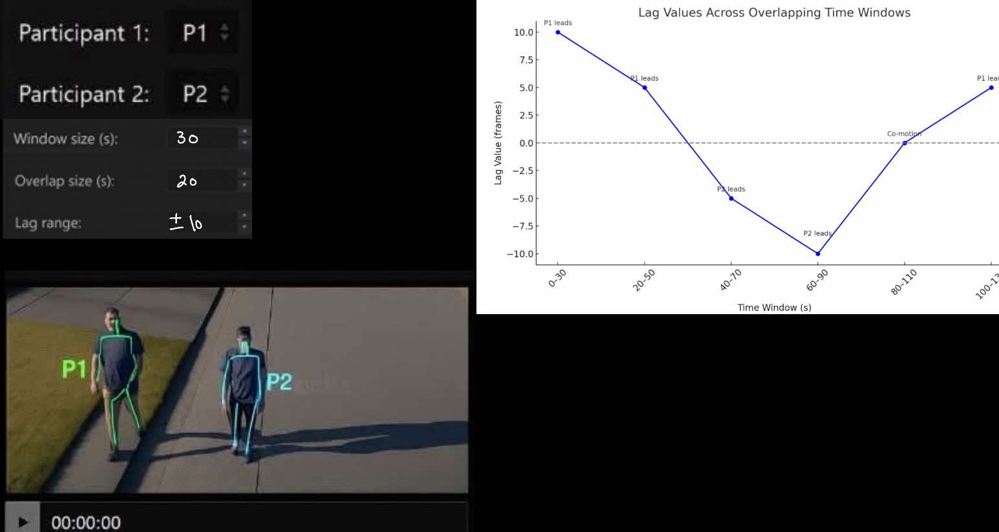 Participant 1: P1
Participant 2: P2
Window size (s): 30
Overlap size (s): 20
Lag range: ± 10
Lag Values Across Overlapping Time Windows
P1 leads
10.0
7.5
P1 leads
P1 lea
5.0
2.5
Co-motion
0.0
−2.5
P2 leads
−5.0
−7.5
P2 leads
−10.0
Lag Value (frames)
0–30
20–50
40–70
60–90
80–110
100–13
Time Window (s)
P1
P2
00:00:00